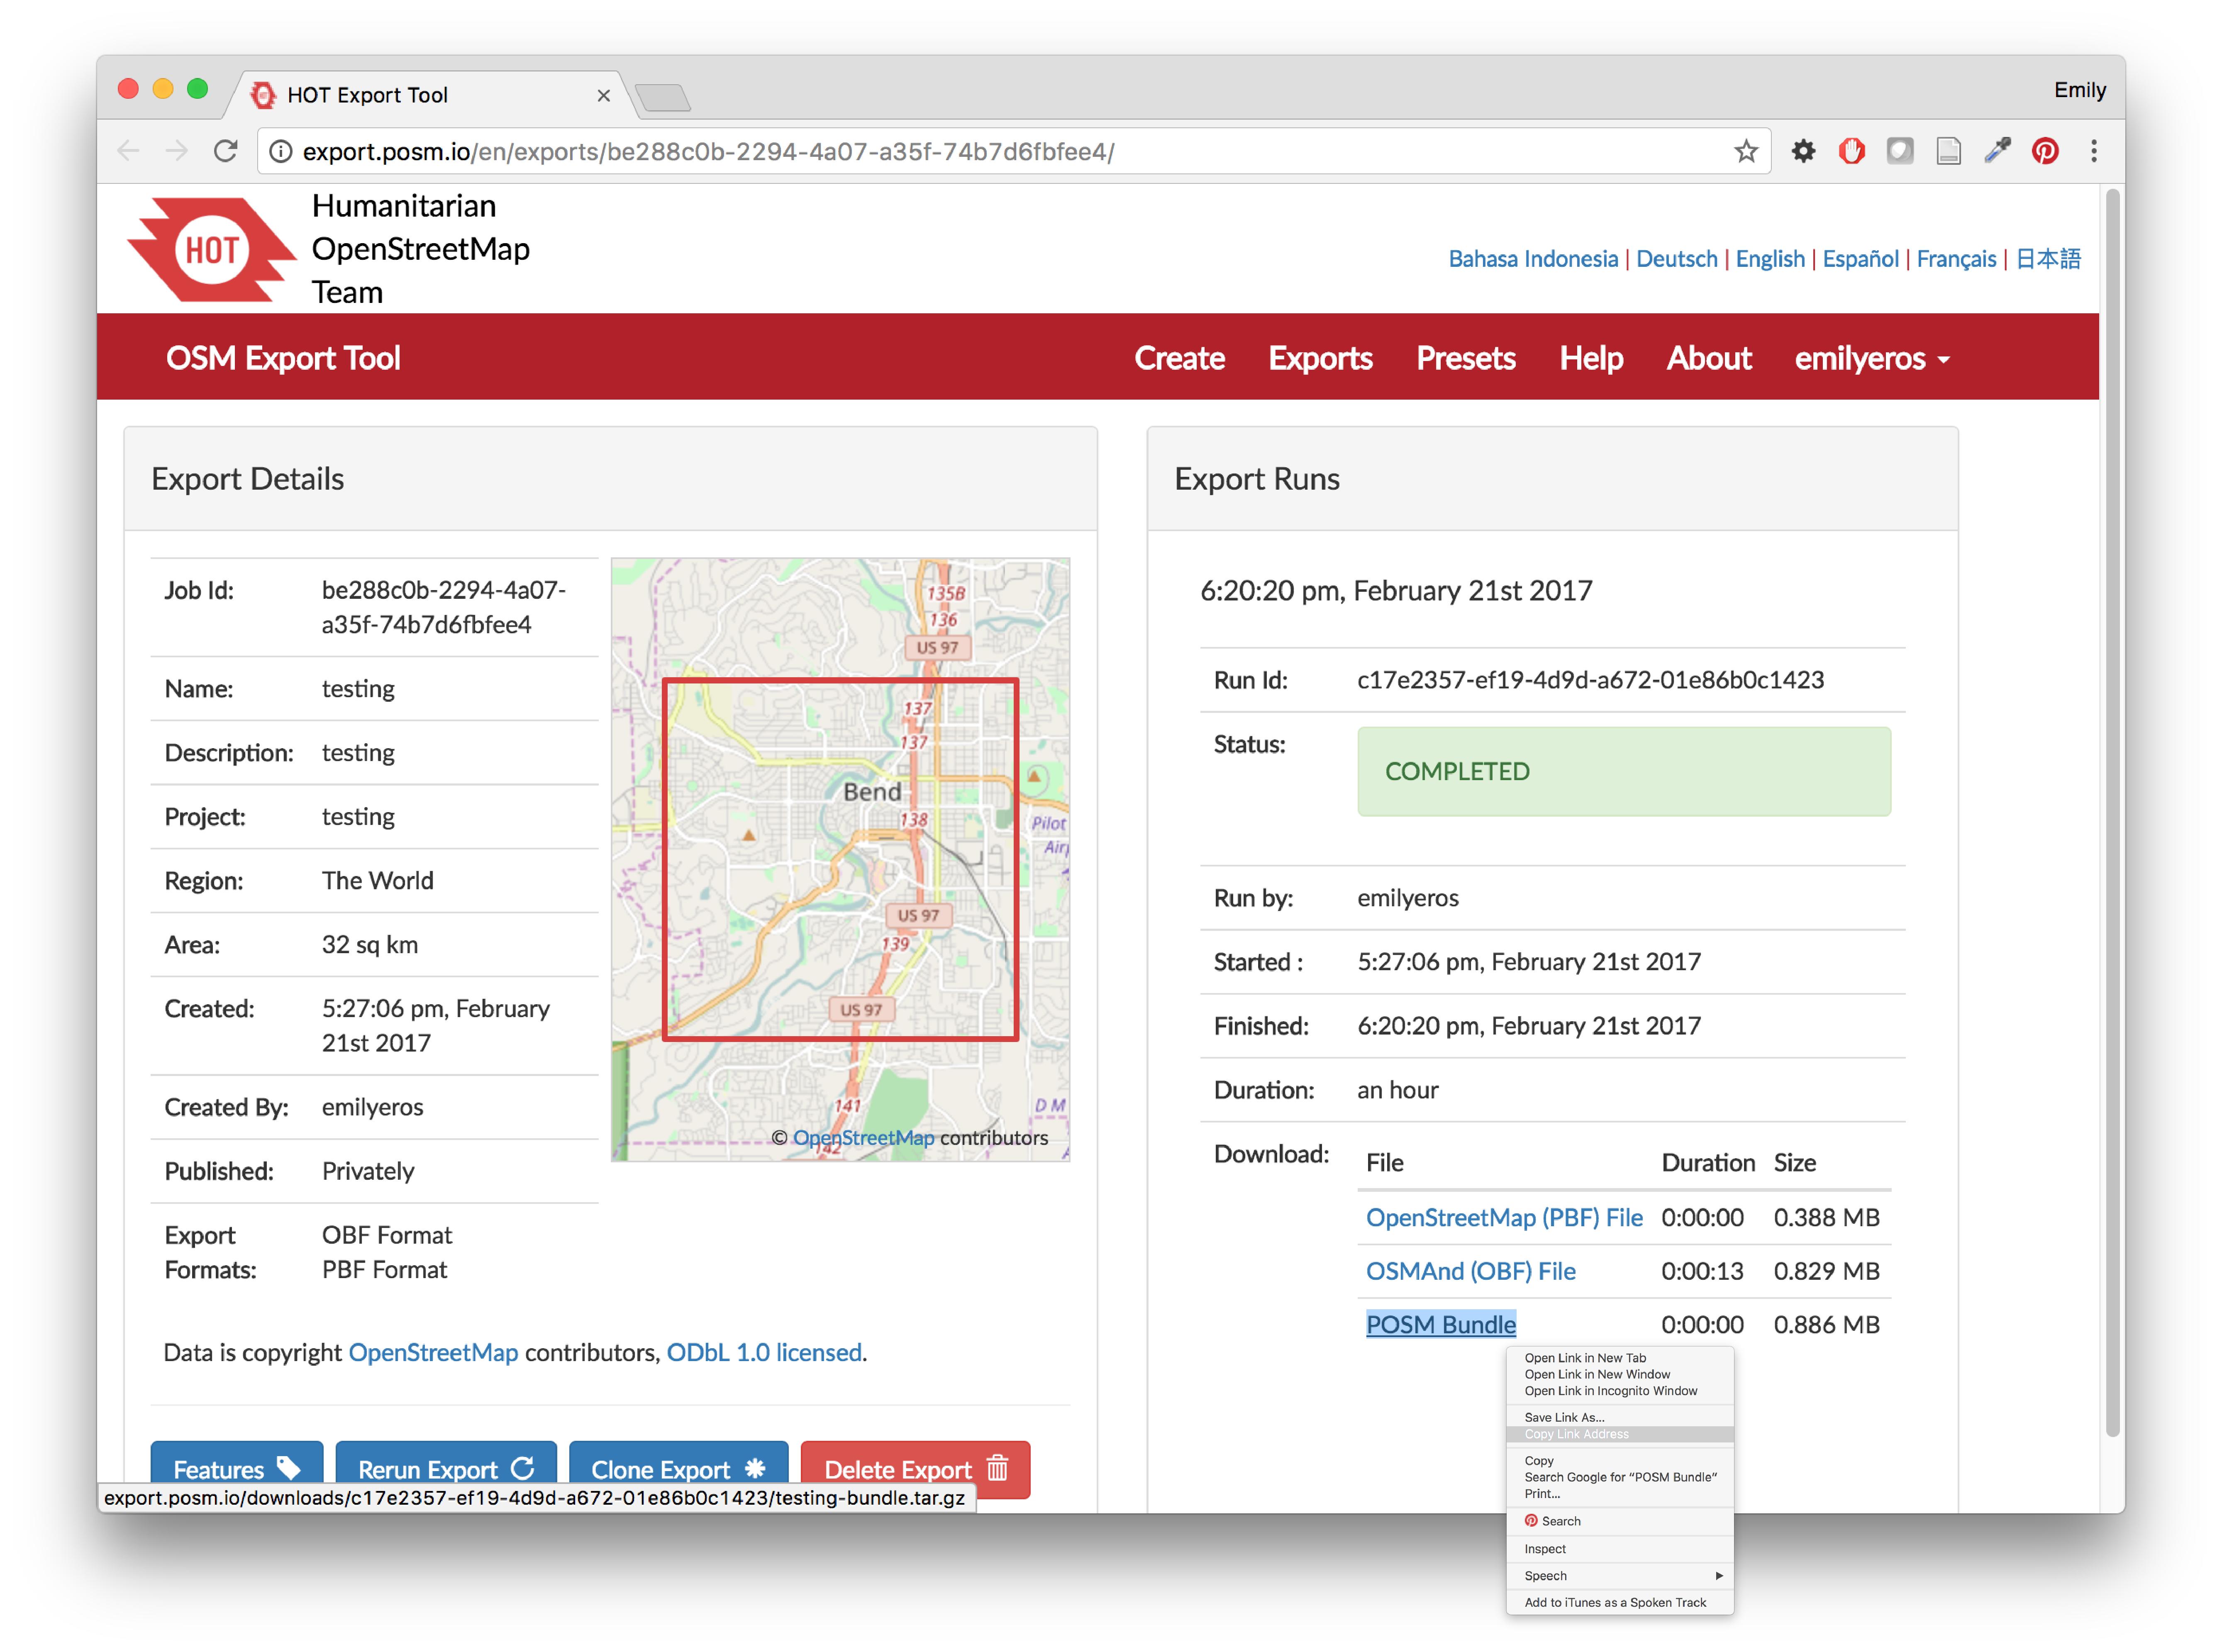 HOT Export Tool
Emily
export.posm.io/en/exports/be288c0b-2294-4a07-a35f-74b7d6fbfee4/
HOT
Humanitarian
OpenStreetMap
Team
Bahasa Indonesia | Deutsch | English | Español | Français | 日本語
OSM Export Tool
Create Exports Presets Help About emilyeros
Export Details
Job Id: be288c0b-2294-4a07-
a35f-74b7d6fbfee4
Name: testing
Description: testing
Project: testing
Region: The World
Area: 32 sq km
Created: 5:27:06 pm, February
21st 2017
Created By: emilyeros
Published: Privately
Export OBF Format
Formats: PBF Format
135B
136
US 97
137
137
Bend
138
Pilot
US 97
139
US 97
141
D M
© OpenStreetMap contributors
142
Data is copyright OpenStreetMap contributors, ODbL 1.0 licensed.
Features Rerun Export Clone Export Delete Export
export.posm.io/downloads/c17e2357-ef19-4d9d-a672-01e86b0c1423/testing-bundle.tar.gz
Export Runs
6:20:20 pm, February 21st 2017
Run Id: c17e2357-ef19-4d9d-a672-01e86b0c1423
Status: COMPLETED
Run by: emilyeros
Started : 5:27:06 pm, February 21st 2017
Finished: 6:20:20 pm, February 21st 2017
Duration: an hour
Download: File Duration Size
OpenStreetMap (PBF) File 0:00:00 0.388 MB
OSMAnd (OBF) File 0:00:13 0.829 MB
POSM Bundle 0:00:00 0.886 MB
Open Link in New Tab
Open Link in New Window
Open Link in Incognito Window
Save Link As...
Copy Link Address
Copy
Search Google for “POSM Bundle”
Print...
Search
Inspect
Speech
Add to iTunes as a Spoken Track